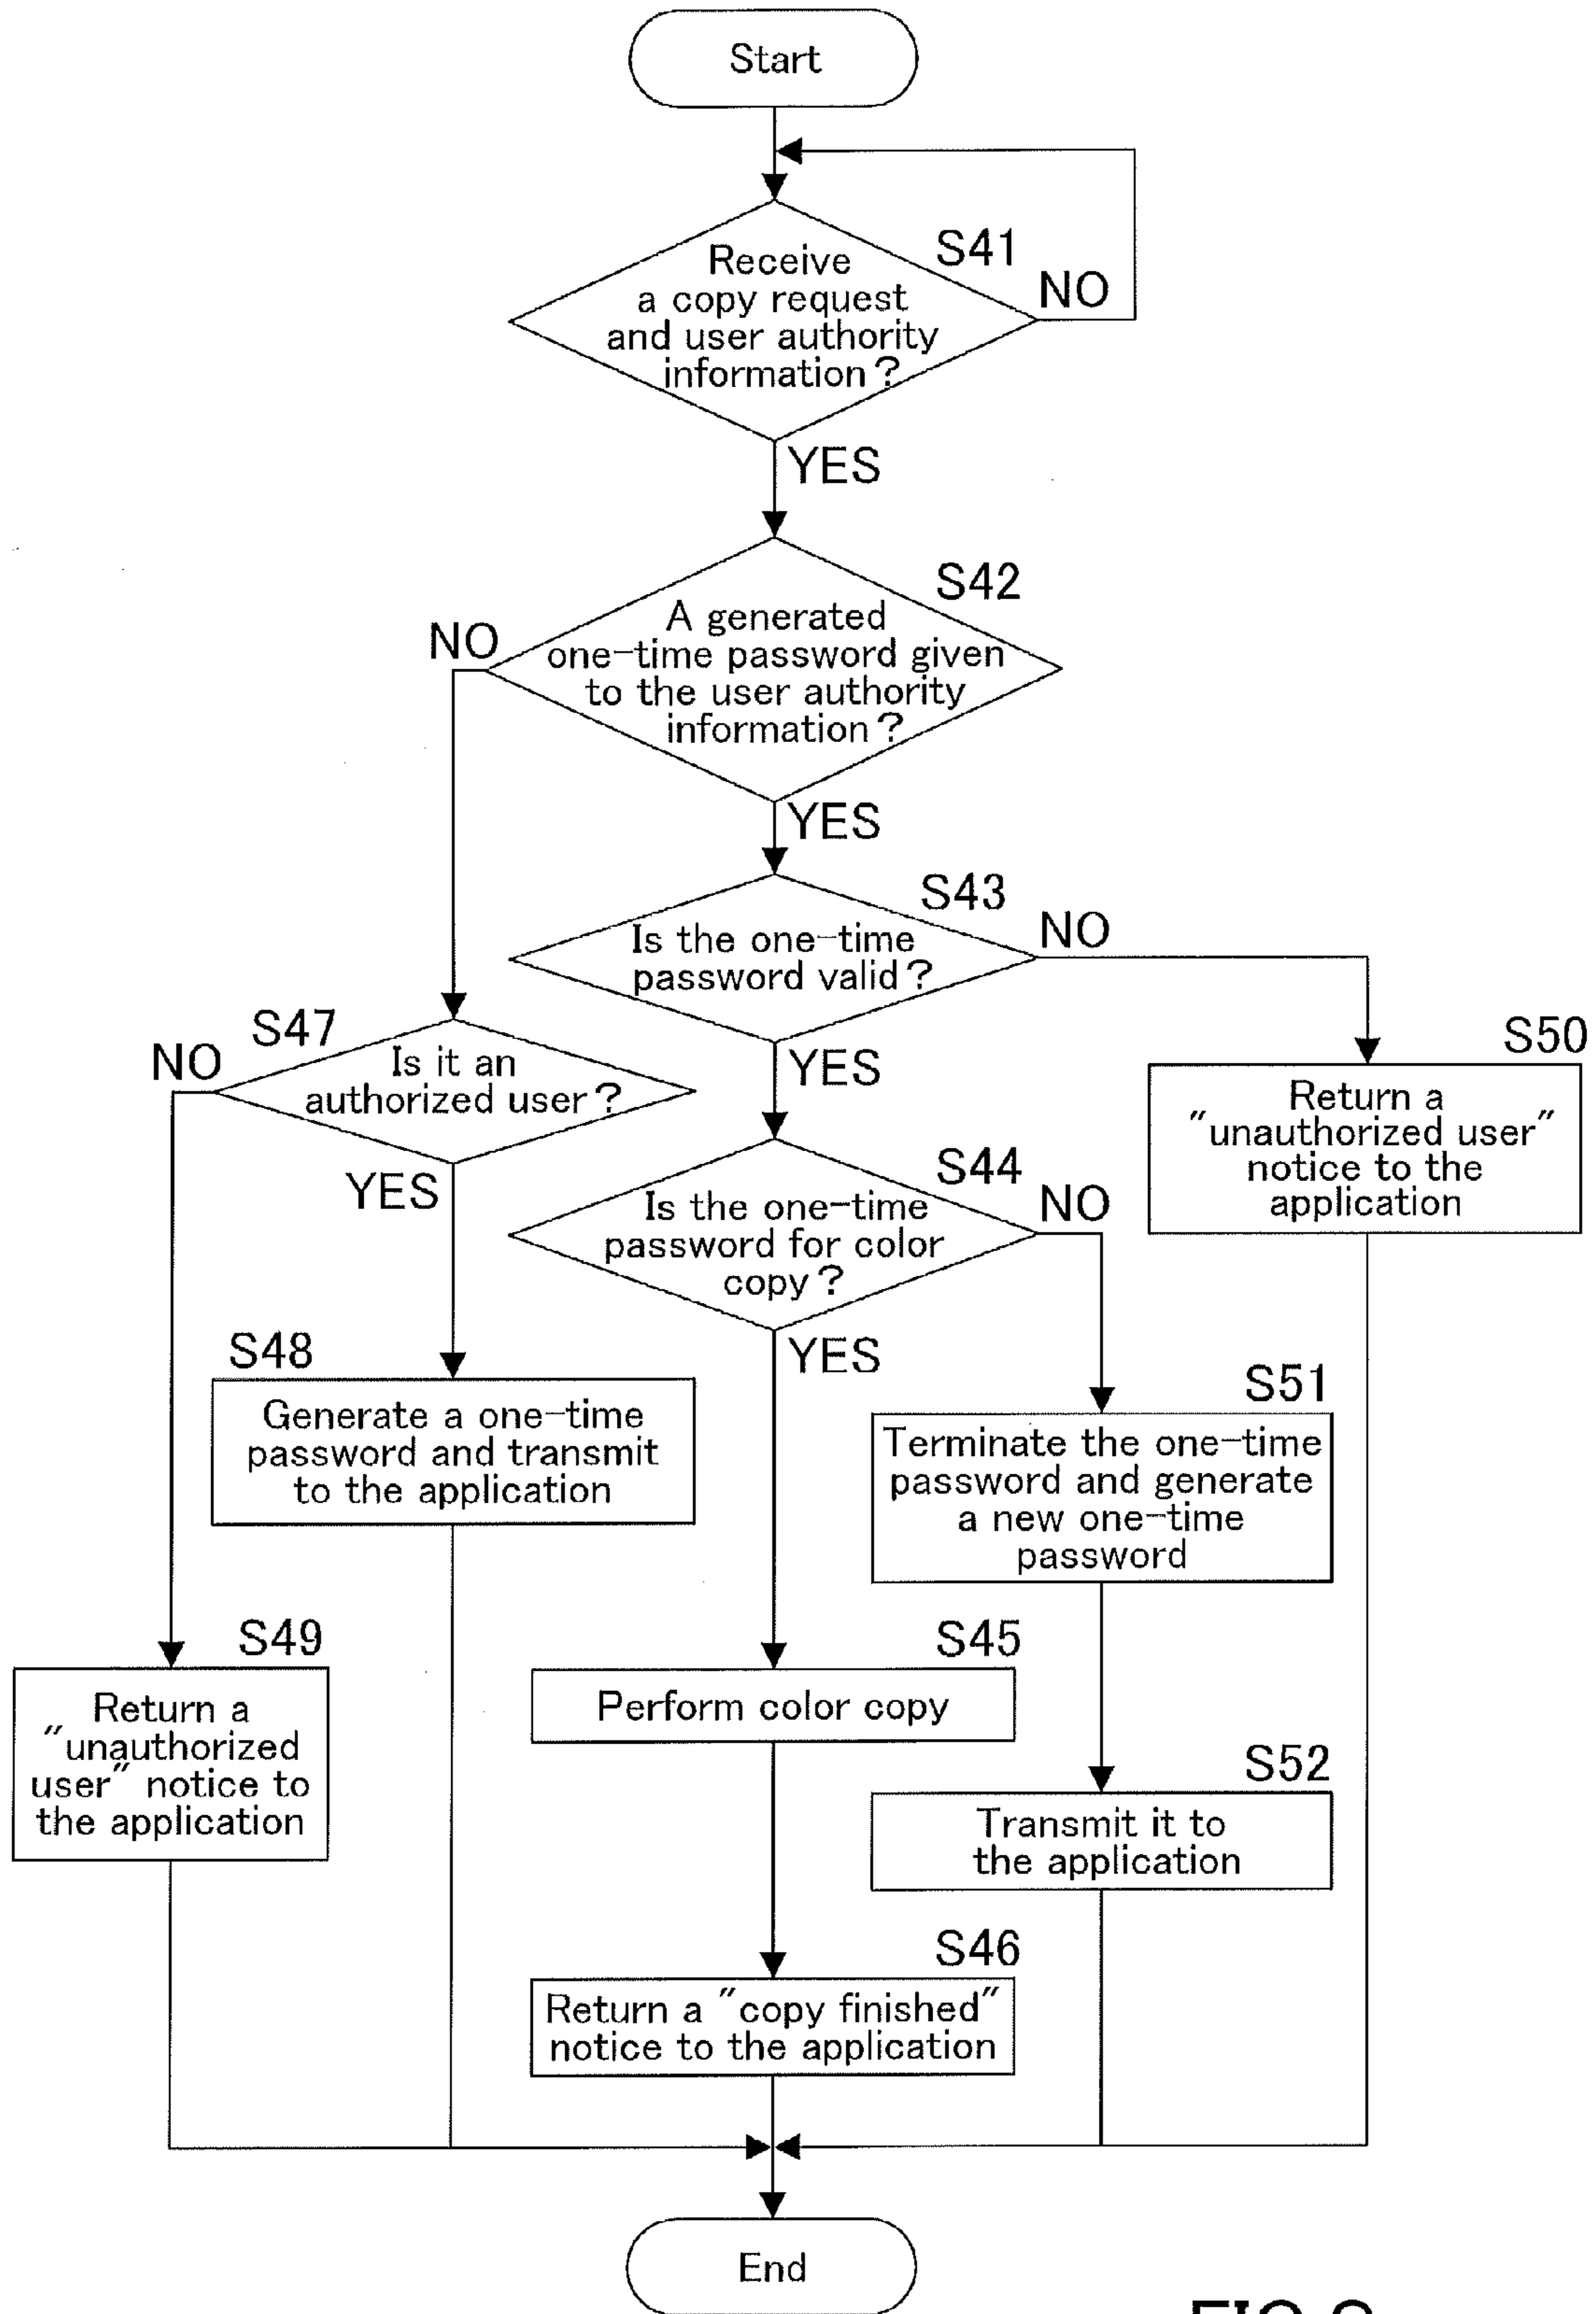 Start
S41
Receive
a copy request
and user authority
information?
NO
YES
S42
A generated
one-time password given
to the user authority
information?
NO
YES
S43
Is the one-time
password valid?
NO
YES
S47
Is it an
authorized user?
NO
YES
S50
Return a
"unauthorized user"
notice to the
application
S44
Is the one-time
password for color
copy?
NO
YES
S48
Generate a one-time
password and transmit
to the application
S51
Terminate the one-time
password and generate
a new one-time
password
S49
Return a
"unauthorized
user" notice to
the application
S45
Perform color copy
S52
Transmit it to
the application
S46
Return a "copy finished"
notice to the application
End